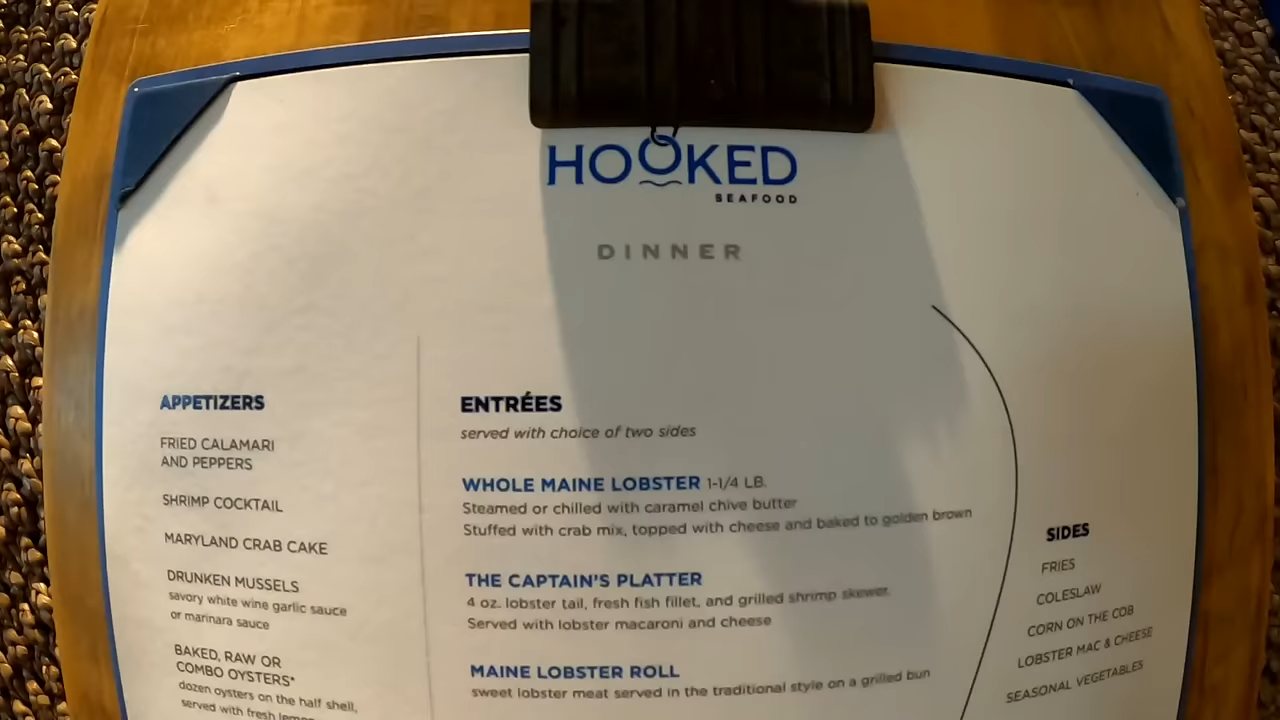 HOOKED
SEAFOOD
DINNER
APPETIZERS
FRIED CALAMARI
AND PEPPERS
SHRIMP COCKTAIL
MARYLAND CRAB CAKE
DRUNKEN MUSSELS
savory white wine garlic sauce
or marinara sauce
BAKED, RAW OR
COMBO OYSTERS*
dozen oysters on the half shell,
served with fresh lemon
ENTRÉES
served with choice of two sides
WHOLE MAINE LOBSTER 1-1/4 LB.
Steamed or chilled with caramel chive butter
Stuffed with crab mix, topped with cheese and baked to golden brown
THE CAPTAIN'S PLATTER
4 oz. lobster tail, fresh fish fillet, and grilled shrimp skewer.
Served with lobster macaroni and cheese
MAINE LOBSTER ROLL
sweet lobster meat served in the traditional style on a grilled bun
SIDES
FRIES
COLESLAW
CORN ON THE COB
LOBSTER MAC & CHEESE
SEASONAL VEGETABLES